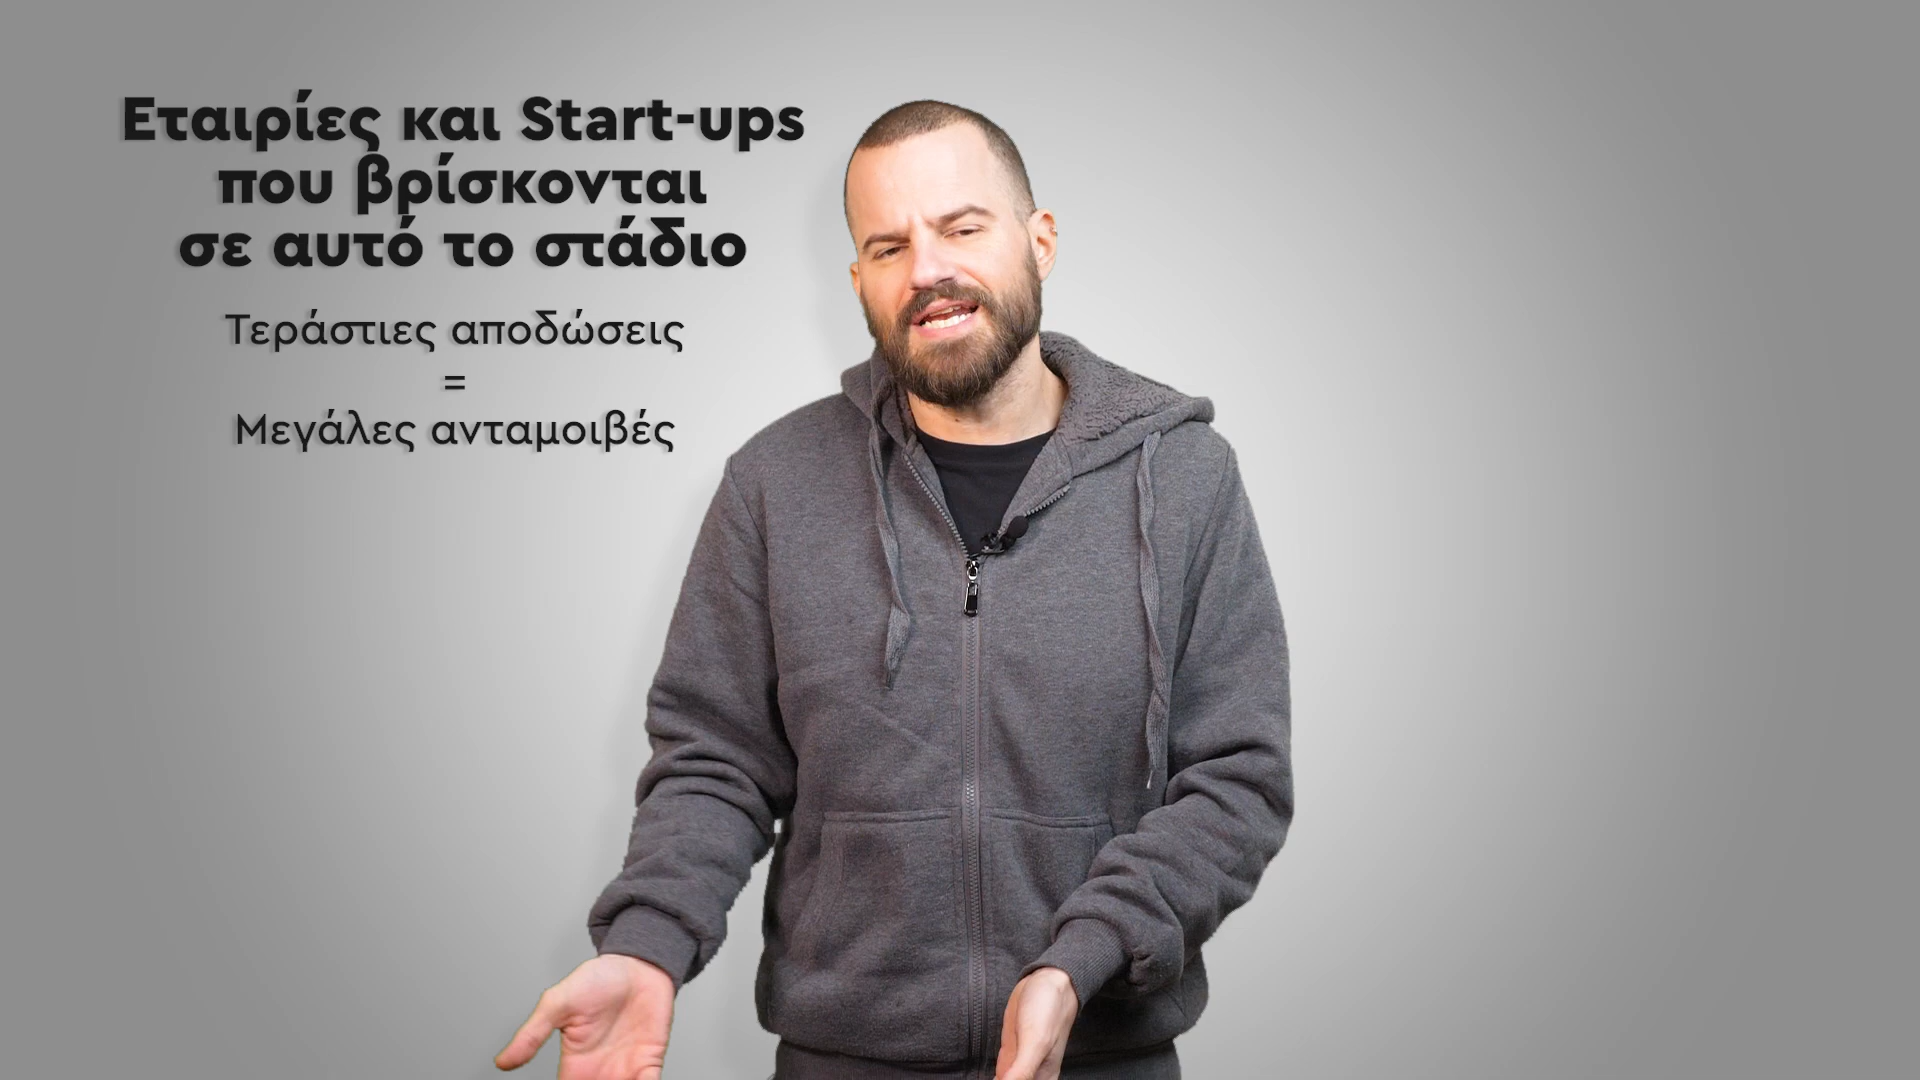 Εταιρίες και Start-ups
που βρίσκονται
σε αυτό το στάδιο
Τεράστιες αποδώσεις
=
Μεγάλες ανταμοιβές